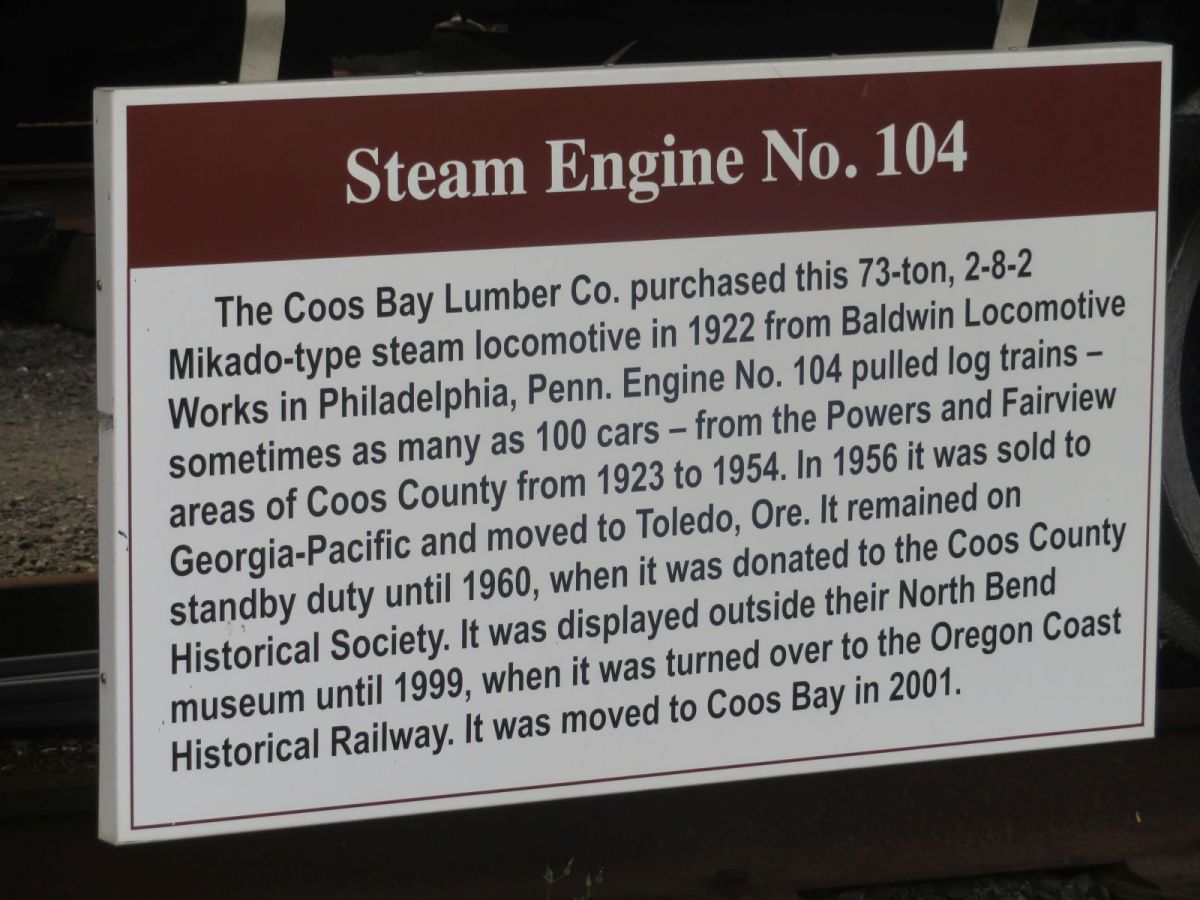 Steam Engine No. 104
The Coos Bay Lumber Co. purchased this 73-ton, 2-8-2
Mikado-type steam locomotive in 1922 from Baldwin Locomotive
Works in Philadelphia, Penn. Engine No. 104 pulled log trains –
sometimes as many as 100 cars – from the Powers and Fairview
areas of Coos County from 1923 to 1954. In 1956 it was sold to
Georgia-Pacific and moved to Toledo, Ore. It remained on
standby duty until 1960, when it was donated to the Coos County
Historical Society. It was displayed outside their North Bend
museum until 1999, when it was turned over to the Oregon Coast
Historical Railway. It was moved to Coos Bay in 2001.